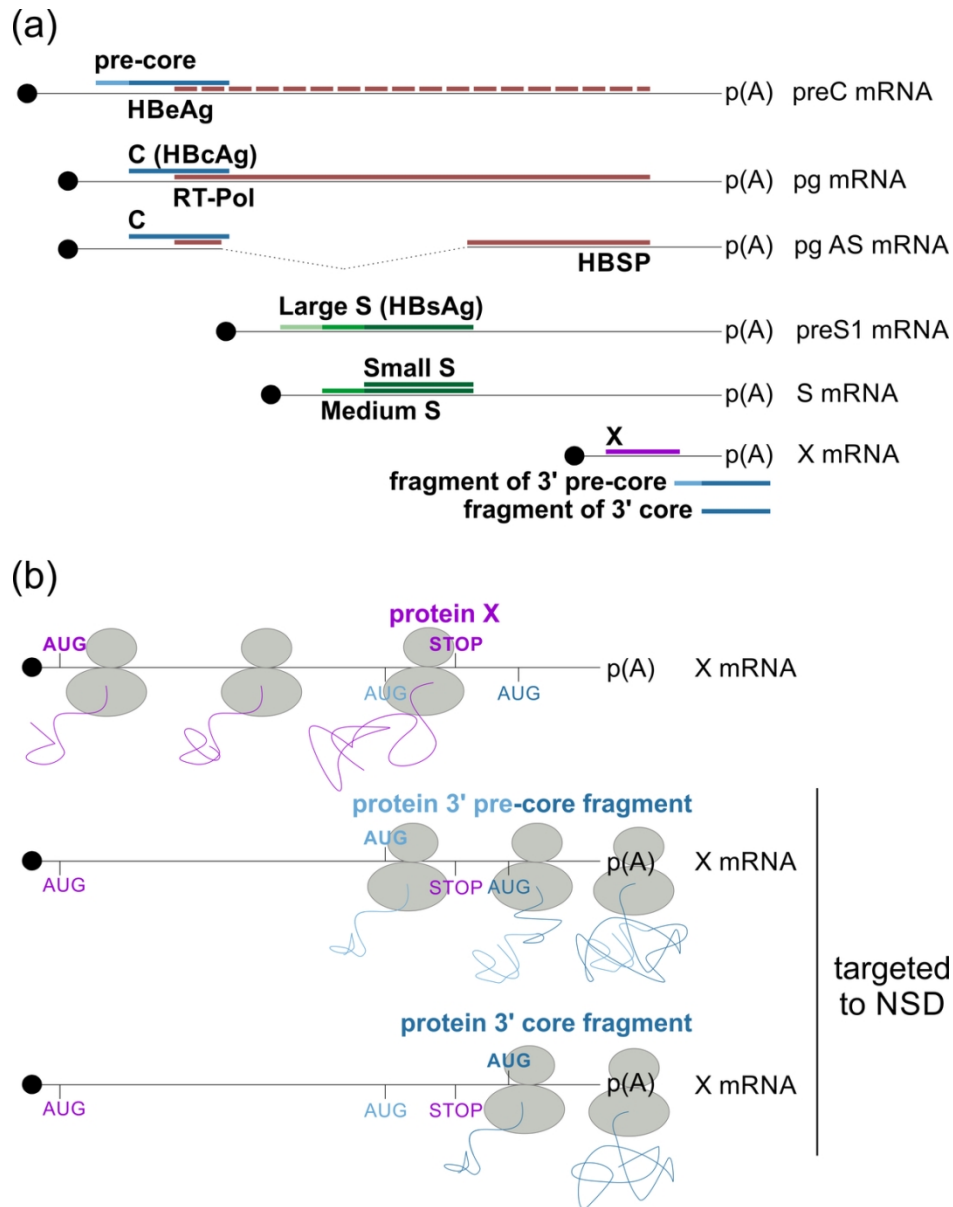 (a)
pre-core
HBeAg
p(A) preC mRNA
C (HBcAg)
RT-Pol
p(A) pg mRNA
C
HBSP
p(A) pg AS mRNA
Large S (HBsAg)
p(A) preS1 mRNA
Small S
Medium S
p(A) S mRNA
X
p(A) X mRNA
fragment of 3' pre-core
fragment of 3' core
(b)
protein X
AUG STOP
p(A) X mRNA
AUG AUG
protein 3' pre-core fragment
AUG
p(A) X mRNA
AUG STOP AUG
protein 3' core fragment
AUG
p(A) X mRNA
AUG AUG STOP
targeted
to NSD